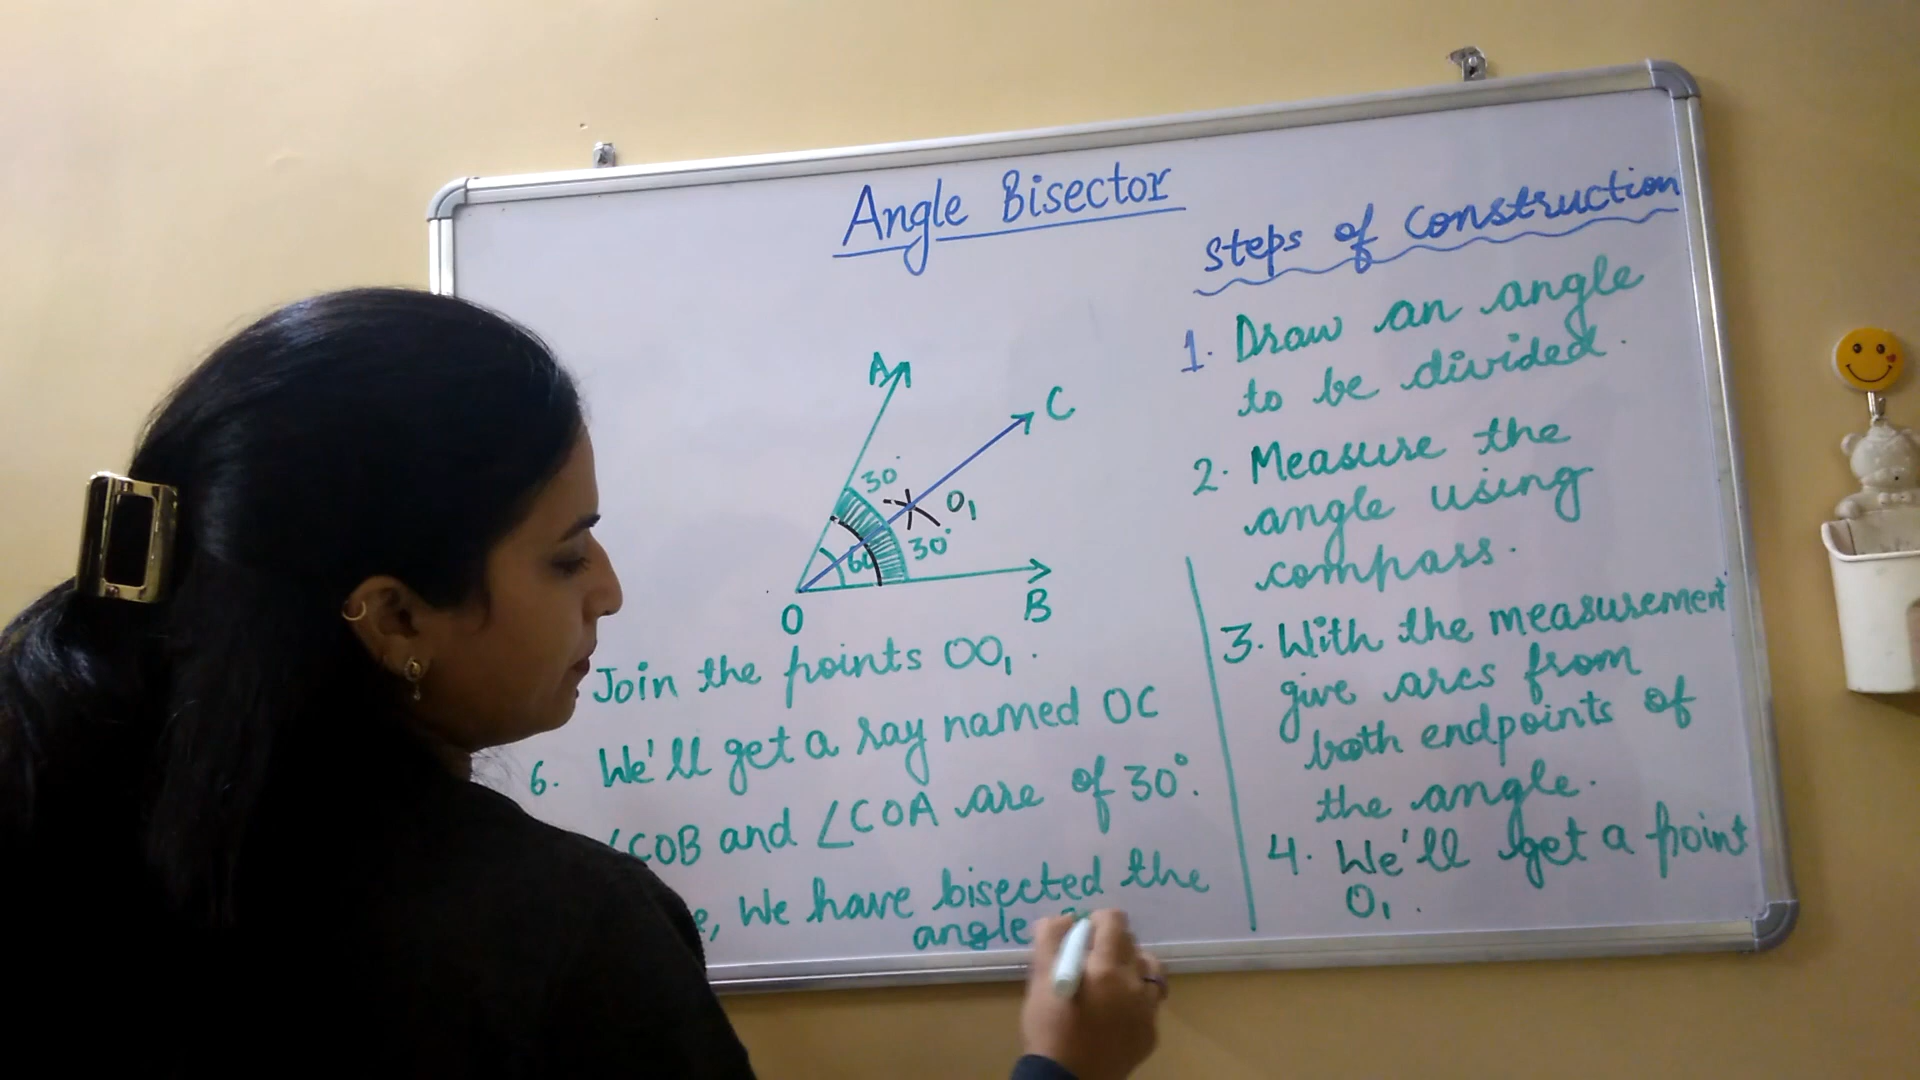 Angle Bisector
A
C
30°
O₁
30°
60
O
B
Join the points OO₁.
6. We'll get a ray named OC
∠COB and ∠COA are of 30°.
, We have bisected the
angle
Steps of Construction
1. Draw an angle
to be divided.
2. Measure the
angle using
compass.
3. With the measurement
give arcs from
both endpoints of
the angle.
4. We'll get a point
O₁.